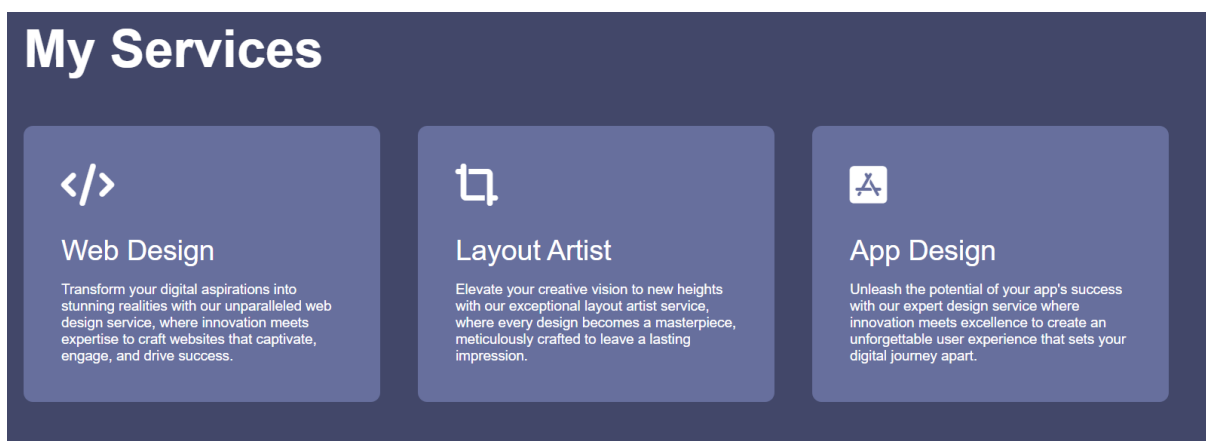 My Services
Web Design
Transform your digital aspirations into
stunning realities with our unparalleled web
design service, where innovation meets
expertise to craft websites that captivate,
engage, and drive success.
Layout Artist
Elevate your creative vision to new heights
with our exceptional layout artist service,
where every design becomes a masterpiece,
meticulously crafted to leave a lasting
impression.
App Design
Unleash the potential of your app's success
with our expert design service where
innovation meets excellence to create an
unforgettable user experience that sets your
digital journey apart.